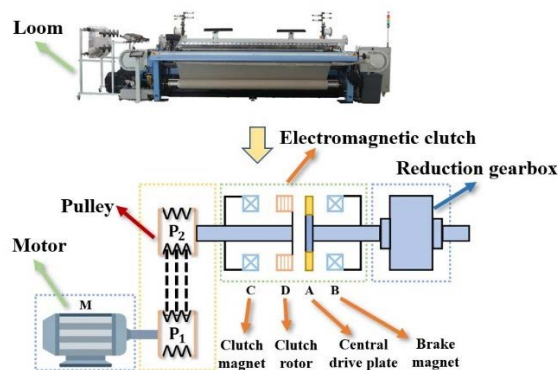 Loom
Electromagnetic clutch
Reduction gearbox
Pulley
P₂
Motor
M
P₁
C D A B
Clutch magnet
Clutch rotor
Central drive plate
Brake magnet